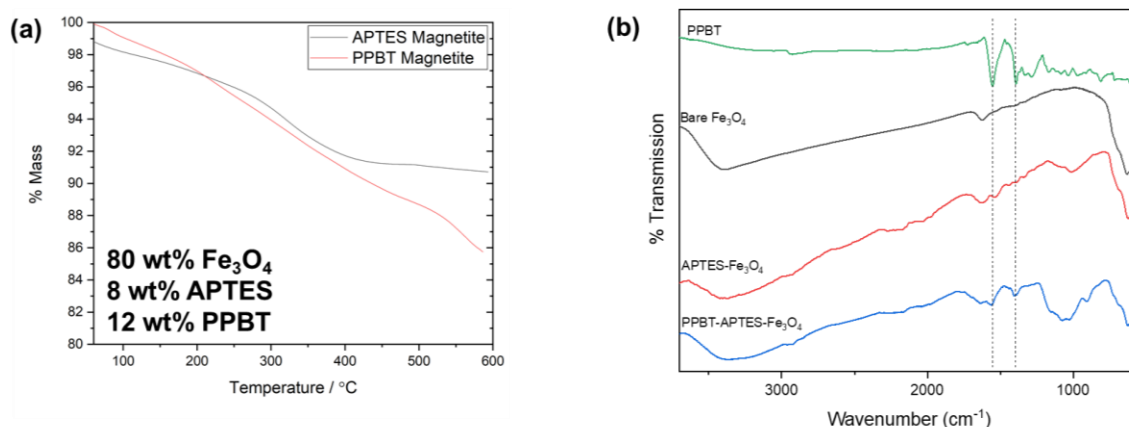 (a)
APTES Magnetite
PPBT Magnetite
100
98
96
94
92
90
88
86
84
82
80
% Mass
80 wt% Fe₃O₄
8 wt% APTES
12 wt% PPBT
100 200 300 400 500 600
Temperature / °C
(b)
PPBT
Bare Fe₃O₄
APTES-Fe₃O₄
PPBT-APTES-Fe₃O₄
% Transmission
3000 2000 1000
Wavenumber (cm⁻¹)